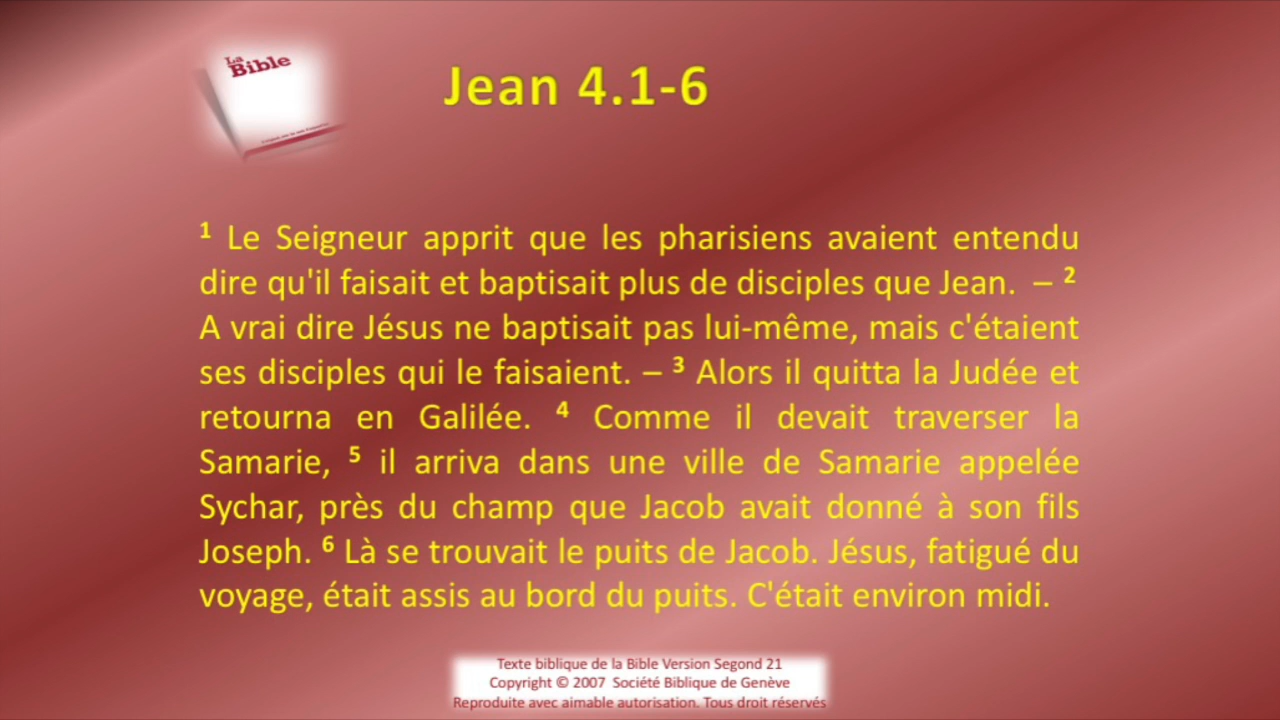 La
Bible
Jean 4.1-6
¹ Le Seigneur apprit que les pharisiens avaient entendu
dire qu'il faisait et baptisait plus de disciples que Jean. – ²
A vrai dire Jésus ne baptisait pas lui-même, mais c'étaient
ses disciples qui le faisaient. – ³ Alors il quitta la Judée et
retourna en Galilée. ⁴ Comme il devait traverser la
Samarie, ⁵ il arriva dans une ville de Samarie appelée
Sychar, près du champ que Jacob avait donné à son fils
Joseph. ⁶ Là se trouvait le puits de Jacob. Jésus, fatigué du
voyage, était assis au bord du puits. C'était environ midi.
Texte biblique de la Bible Version Segond 21
Copyright © 2007 Société Biblique de Genève
Reproduite avec aimable autorisation. Tous droit réservés